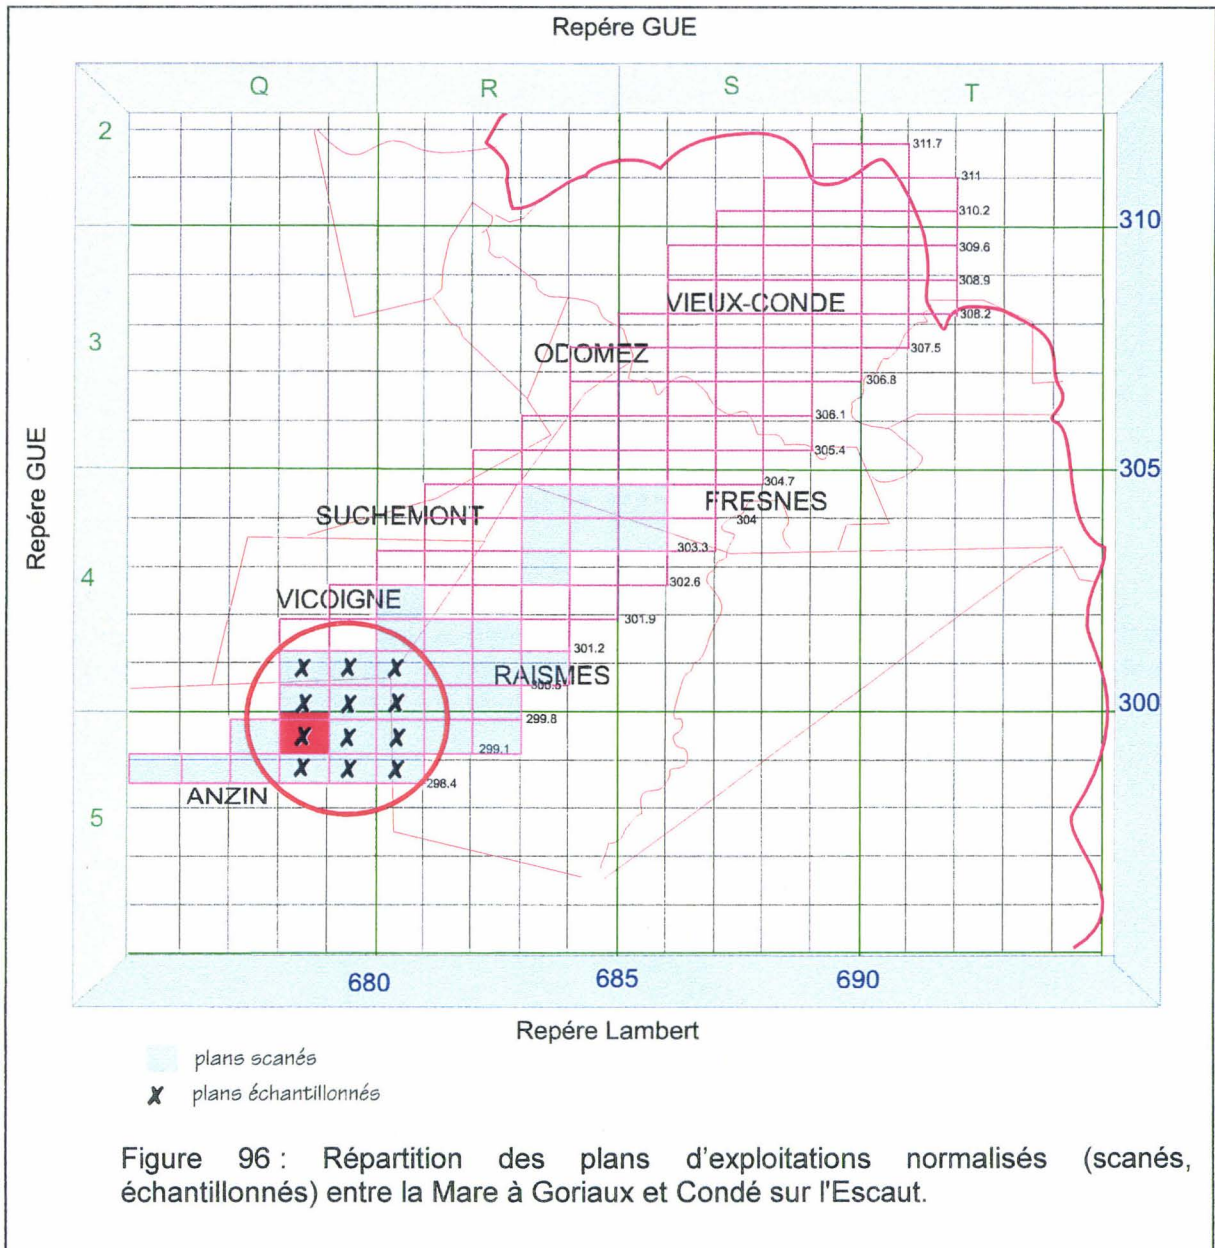 Repére GUE
Q R S T
2
311.7
311
310.2
310
309.6
308.9
VIEUX-CONDE
308.2
3
307.5
ODOMEZ
306.8
306.1
305.4
305
304.7
FRESNES
SUCHEMONT
304
303.3
Repére GUE
4
302.6
VICOIGNE
301.9
301.2
X X X
RAISMES
X X X
300
299.8
X X X
299.1
X X X
298.4
ANZIN
5
680 685 690
Repére Lambert
plans scanés
X plans échantillonnés
Figure 96 : Répartition des plans d'exploitations normalisés (scanés,
échantillonnés) entre la Mare à Goriaux et Condé sur l'Escaut.